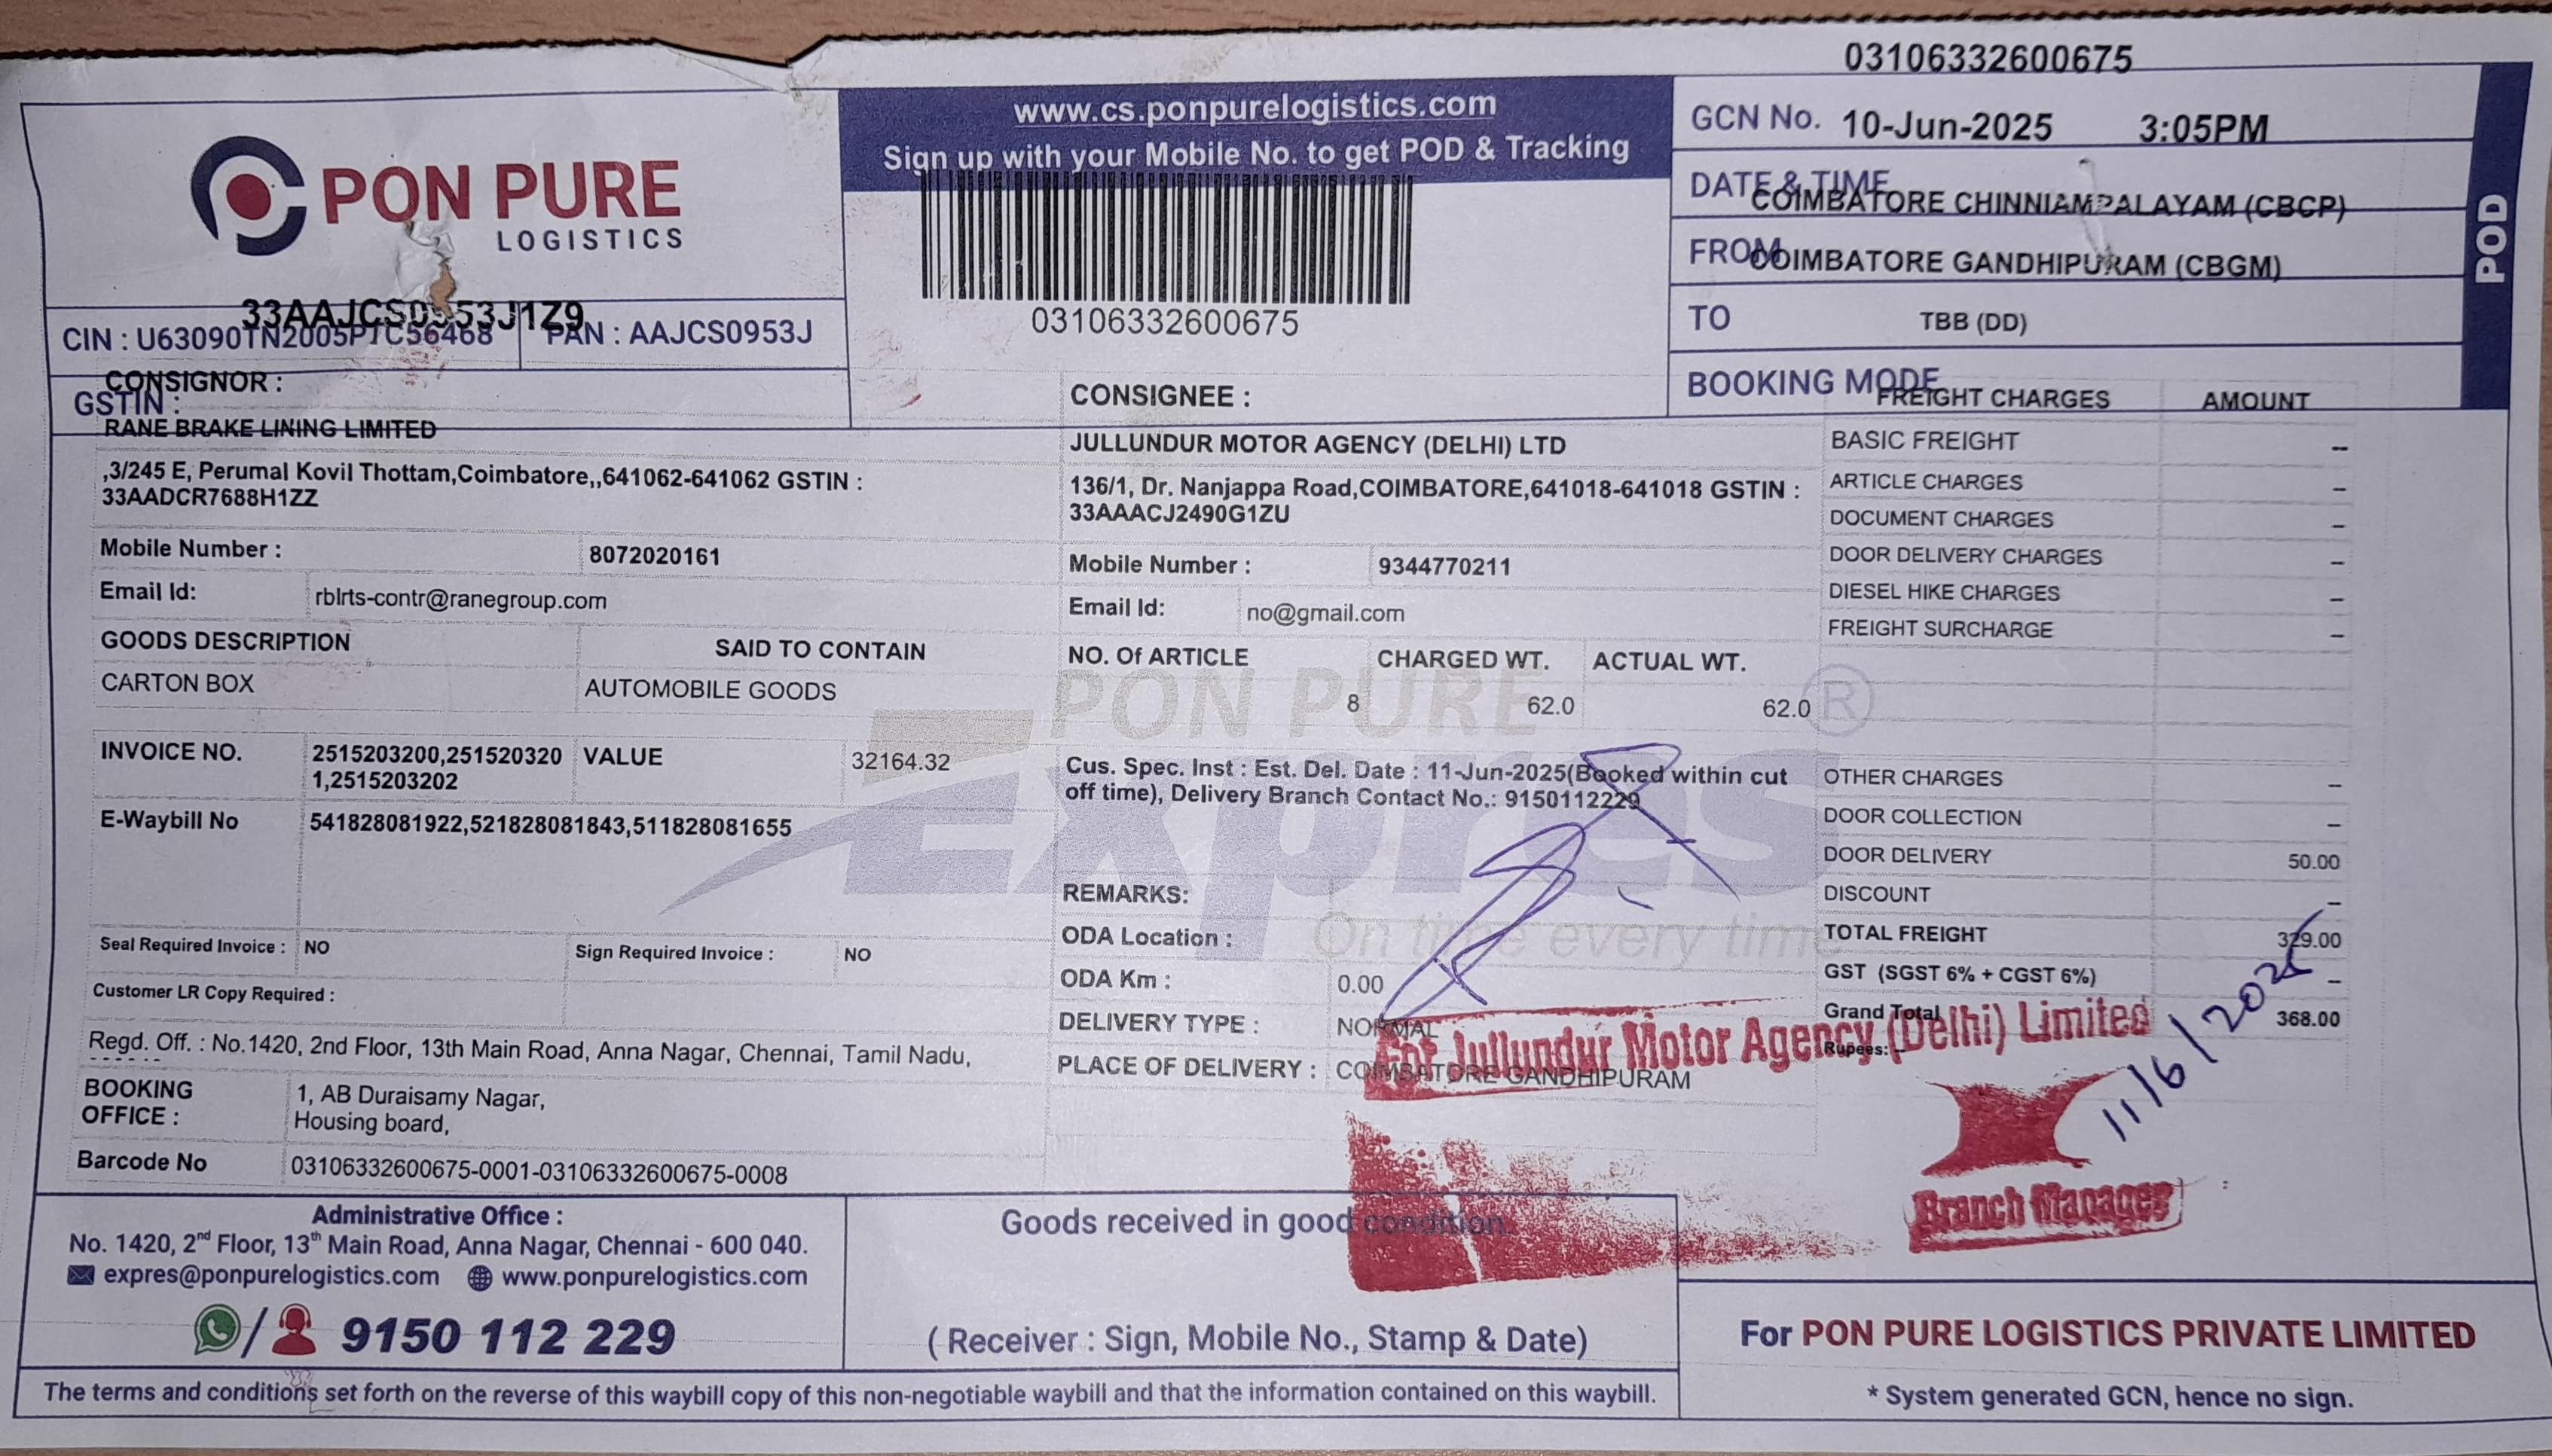 03106332600675
PON PURE
LOGISTICS
www.cs.ponpurelogistics.com
Sign up with your Mobile No. to get POD & Tracking
03106332600675
GCN No. 10-Jun-2025 3:05PM
DATE & TIME COIMBATORE CHINNIAMPALAYAM (CBCP)
FROM COIMBATORE GANDHIPURAM (CBGM)
TO TBB (DD)
BOOKING MODE
POD
33AAJCS0953J1Z9
CIN : U63090TN2005PTC56468 PAN : AAJCS0953J
GSTIN :
CONSIGNOR :
RANE BRAKE LINING LIMITED
,3/245 E, Perumal Kovil Thottam,Coimbatore,,641062-641062 GSTIN :
33AADCR7688H1ZZ
Mobile Number : 8072020161
Email Id: rblrts-contr@ranegroup.com
GOODS DESCRIPTION SAID TO CONTAIN
CARTON BOX AUTOMOBILE GOODS
INVOICE NO. 2515203200,251520320 VALUE 32164.32
1,2515203202
E-Waybill No 541828081922,521828081843,511828081655
Seal Required Invoice : NO Sign Required Invoice : NO
Customer LR Copy Required :
Regd. Off. : No.1420, 2nd Floor, 13th Main Road, Anna Nagar, Chennai, Tamil Nadu,
BOOKING OFFICE : 1, AB Duraisamy Nagar,
Housing board,
Barcode No 03106332600675-0001-03106332600675-0008
CONSIGNEE :
JULLUNDUR MOTOR AGENCY (DELHI) LTD
136/1, Dr. Nanjappa Road,COIMBATORE,641018-641018 GSTIN :
33AAACJ2490G1ZU
Mobile Number : 9344770211
Email Id: no@gmail.com
NO. Of ARTICLE CHARGED WT. ACTUAL WT.
8 62.0 62.0
PON PURE ®
Expres
On time every time
Cus. Spec. Inst : Est. Del. Date : 11-Jun-2025(Booked within cut
off time), Delivery Branch Contact No.: 9150112229
REMARKS:
ODA Location :
ODA Km : 0.00
DELIVERY TYPE : NORMAL
PLACE OF DELIVERY : COIMBATORE GANDHIPURAM
FREIGHT CHARGES AMOUNT
BASIC FREIGHT --
ARTICLE CHARGES --
DOCUMENT CHARGES --
DOOR DELIVERY CHARGES --
DIESEL HIKE CHARGES --
FREIGHT SURCHARGE --
OTHER CHARGES --
DOOR COLLECTION --
DOOR DELIVERY 50.00
DISCOUNT --
TOTAL FREIGHT 329.00
GST (SGST 6% + CGST 6%) --
Grand Total 368.00
Rupees: --
For Jullundur Motor Agency (Delhi) Limited
11/6/2025
Branch Manager
Administrative Office :
No. 1420, 2nd Floor, 13th Main Road, Anna Nagar, Chennai - 600 040.
expres@ponpurelogistics.com www.ponpurelogistics.com
9150 112 229
Goods received in good condition.
( Receiver : Sign, Mobile No., Stamp & Date)
For PON PURE LOGISTICS PRIVATE LIMITED
The terms and conditions set forth on the reverse of this waybill copy of this non-negotiable waybill and that the information contained on this waybill.
* System generated GCN, hence no sign.